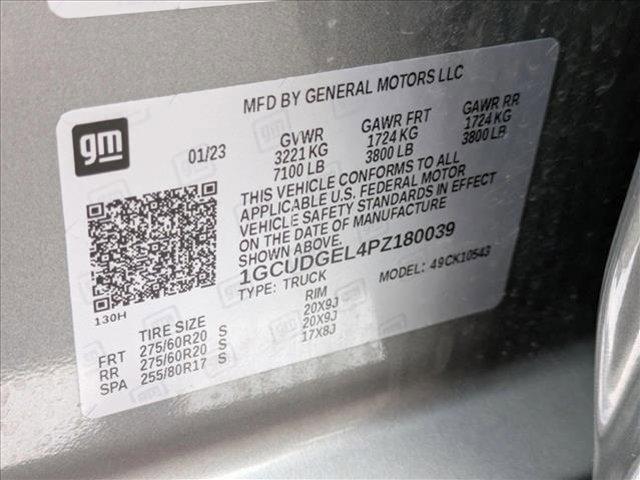 MFD BY GENERAL MOTORS LLC
gm
01/23 GVWR GAWR FRT GAWR RR
3221 KG 1724 KG 1724 KG
7100 LB 3800 LB 3800 LB
THIS VEHICLE CONFORMS TO ALL
APPLICABLE U.S. FEDERAL MOTOR
VEHICLE SAFETY STANDARDS IN EFFECT
ON THE DATE OF MANUFACTURE
SHOWN ABOVE.
1GCUDGEL4PZ180039
TYPE: TRUCK MODEL: 49CK10543
130H
TIRE SIZE RIM
FRT 275/60R20 S 20X9J
RR 275/60R20 S 20X9J
SPA 255/80R17 S 17X8J